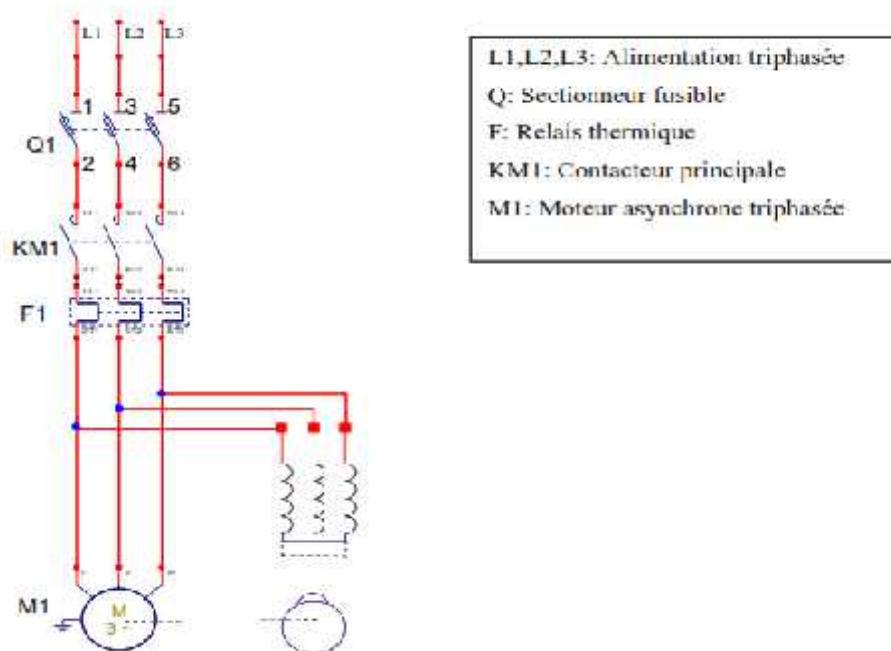 L1 L2 L3
1 3 5
Q1
2 4 6
KM1
F1
M1
M
3
L1,L2,L3: Alimentation triphasée
Q: Sectionneur fusible
F: Relais thermique
KM1: Contacteur principale
M1: Moteur asynchrone triphasée